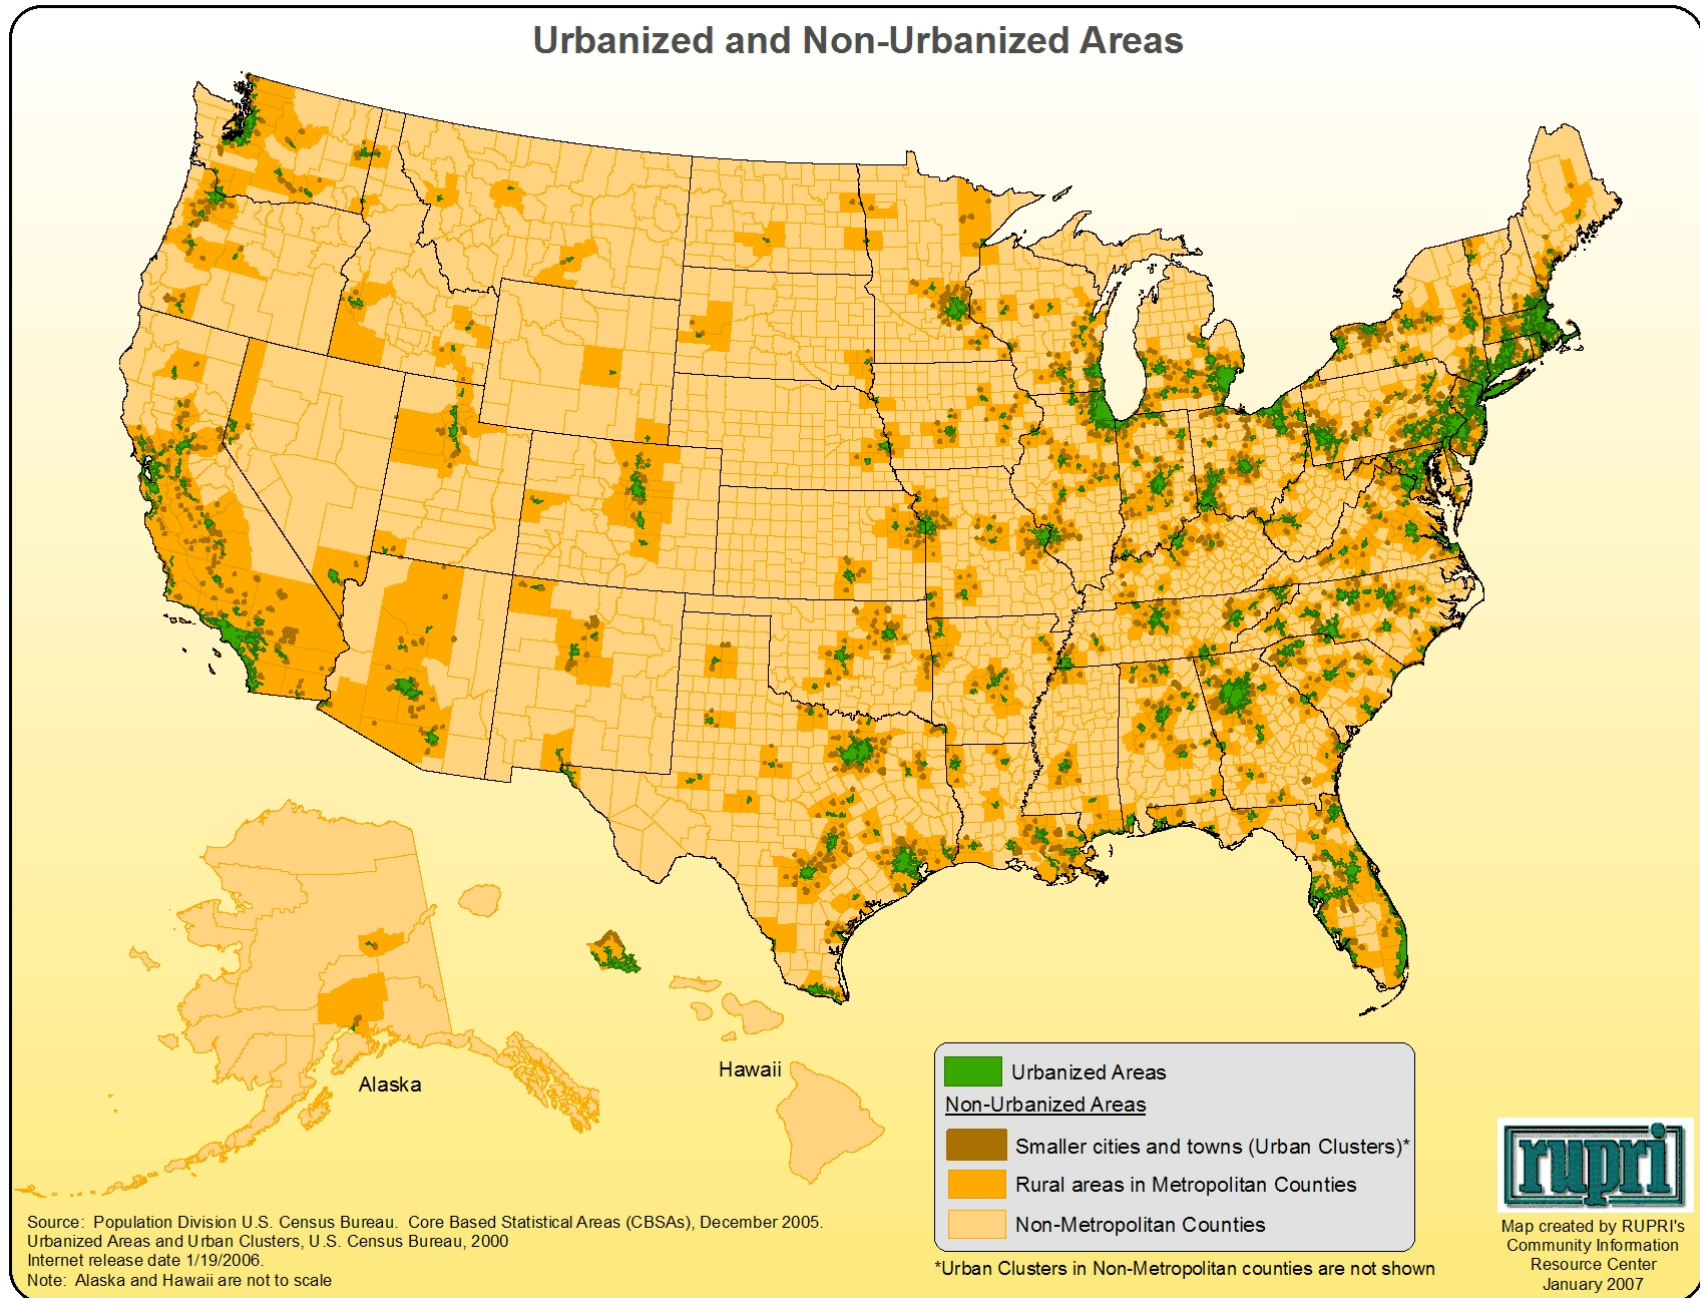 Urbanized and Non-Urbanized Areas
Alaska
Hawaii
Urbanized Areas
Non-Urbanized Areas
Smaller cities and towns (Urban Clusters)*
Rural areas in Metropolitan Counties
Non-Metropolitan Counties
*Urban Clusters in Non-Metropolitan counties are not shown
Source:  Population Division U.S. Census Bureau.  Core Based Statistical Areas (CBSAs), December 2005.
Urbanized Areas and Urban Clusters, U.S. Census Bureau, 2000
Internet release date 1/19/2006.
Note:  Alaska and Hawaii are not to scale
rupri
Map created by RUPRI's
Community Information
Resource Center
January 2007